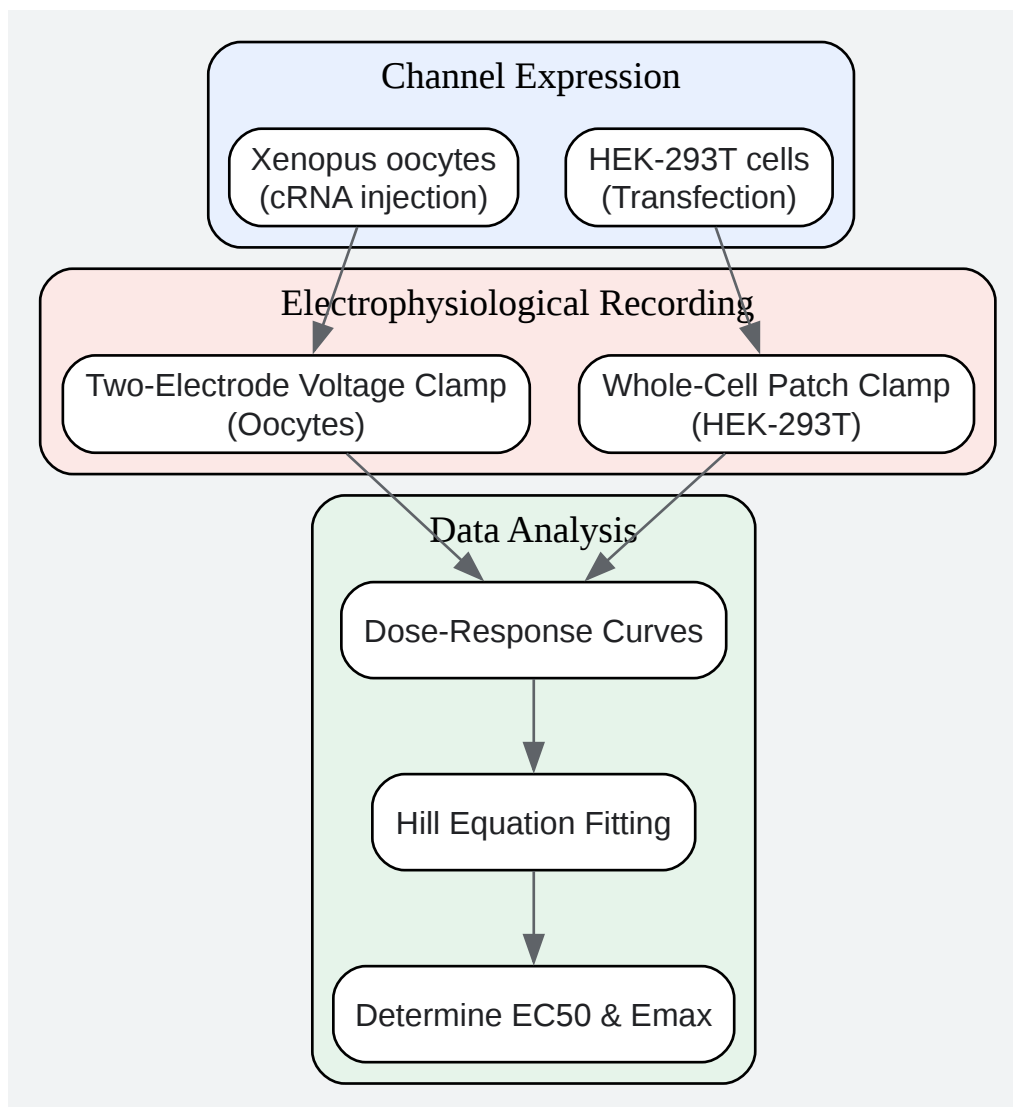 Channel Expression
Xenopus oocytes
(cRNA injection)
HEK-293T cells
(Transfection)
Electrophysiological Recording
Two-Electrode Voltage Clamp
(Oocytes)
Whole-Cell Patch Clamp
(HEK-293T)
Data Analysis
Dose-Response Curves
Hill Equation Fitting
Determine EC50 & Emax